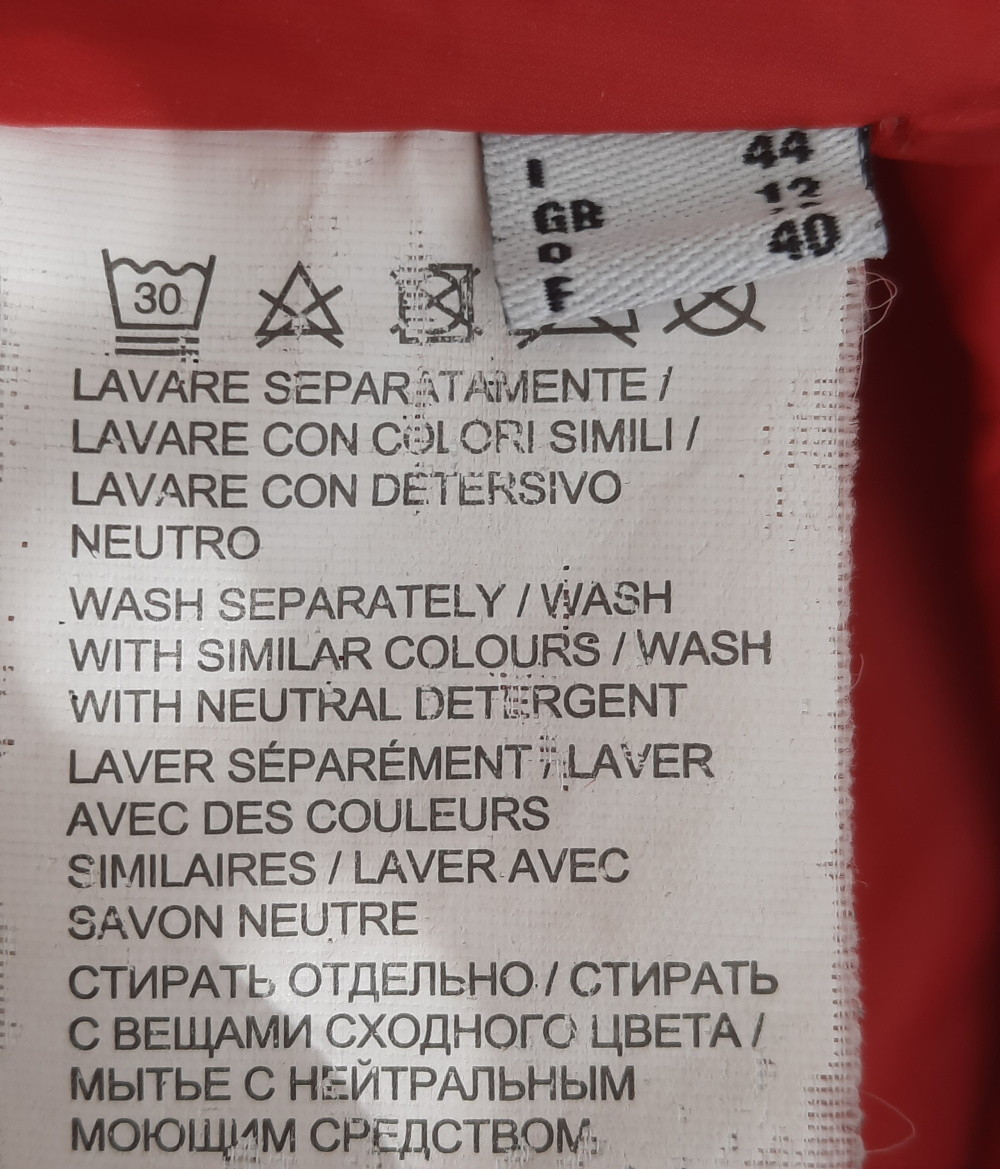 I 44
GB 12
D 40
F
30
LAVARE SEPARATAMENTE /
LAVARE CON COLORI SIMILI /
LAVARE CON DETERSIVO
NEUTRO
WASH SEPARATELY / WASH
WITH SIMILAR COLOURS / WASH
WITH NEUTRAL DETERGENT
LAVER SÉPARÉMENT / LAVER
AVEC DES COULEURS
SIMILAIRES / LAVER AVEC
SAVON NEUTRE
СТИРАТЬ ОТДЕЛЬНО / СТИРАТЬ
С ВЕЩАМИ СХОДНОГО ЦВЕТА /
МЫТЬЕ С НЕЙТРАЛЬНЫМ
МОЮЩИМ СРЕДСТВОМ